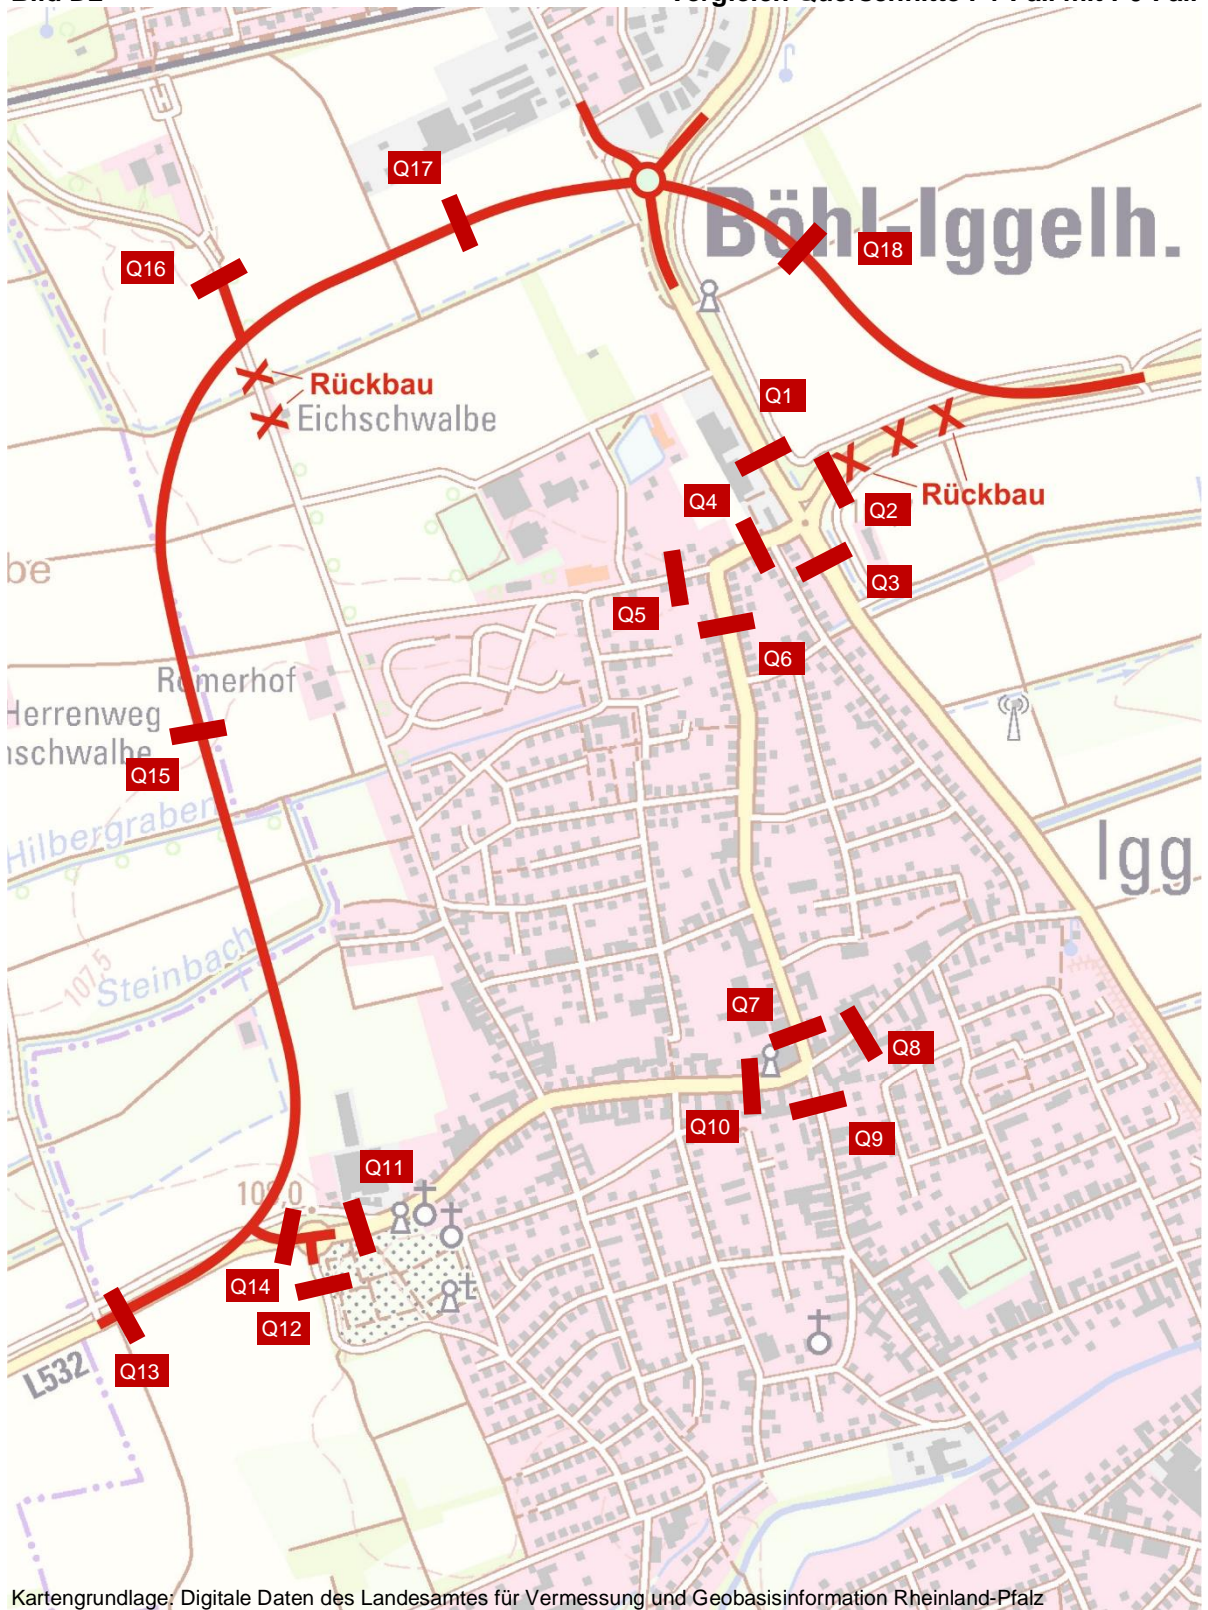 Q17
Böhl-Iggelh.
Q16
Q18
Rückbau
Eichschwalbe
Q1
Rückbau
Q4
Q2
Q3
be
Q5
Q6
Römerhof
Herrenweg
nschwalbe
Q15
Hilbergraben
Igg
Steinbach
107,5
Q7
Q8
Q10
Q9
Q11
Q14
Q12
Q13
L532
Kartengrundlage: Digitale Daten des Landesamtes für Vermessung und Geobasisinformation Rheinland-Pfalz